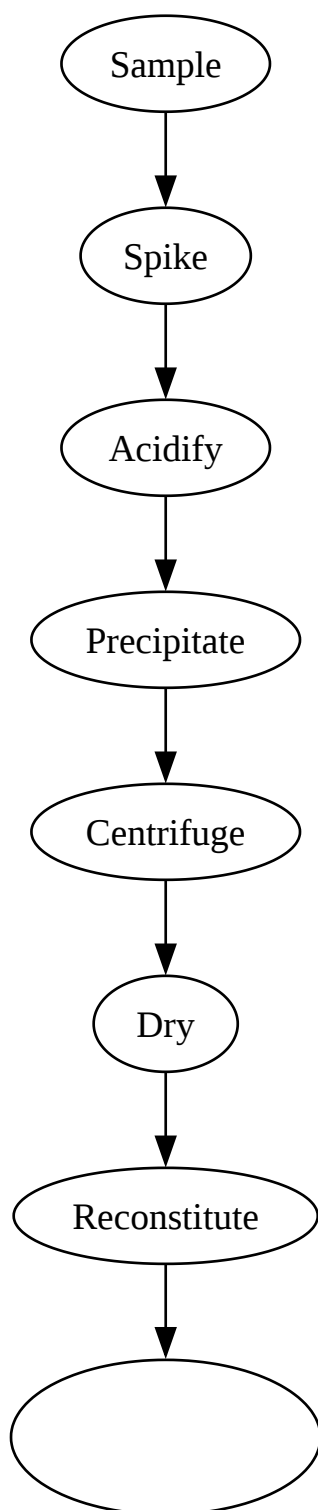 Sample
Spike
Acidify
Precipitate
Centrifuge
Dry
Reconstitute